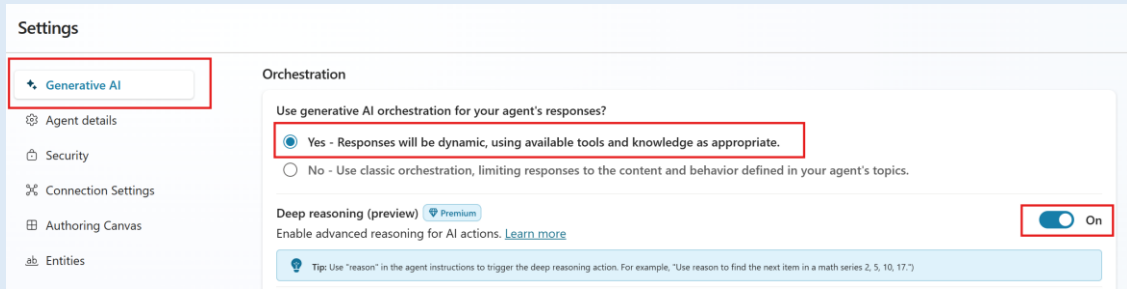 Settings
Generative AI
Agent details
Security
Connection Settings
Authoring Canvas
Entities
Orchestration
Use generative AI orchestration for your agent's responses?
Yes - Responses will be dynamic, using available tools and knowledge as appropriate.
No - Use classic orchestration, limiting responses to the content and behavior defined in your agent's topics.
Deep reasoning (preview) Premium
On
Enable advanced reasoning for AI actions. Learn more
Tip: Use "reason" in the agent instructions to trigger the deep reasoning action. For example, "Use reason to find the next item in a math series 2, 5, 10, 17.")